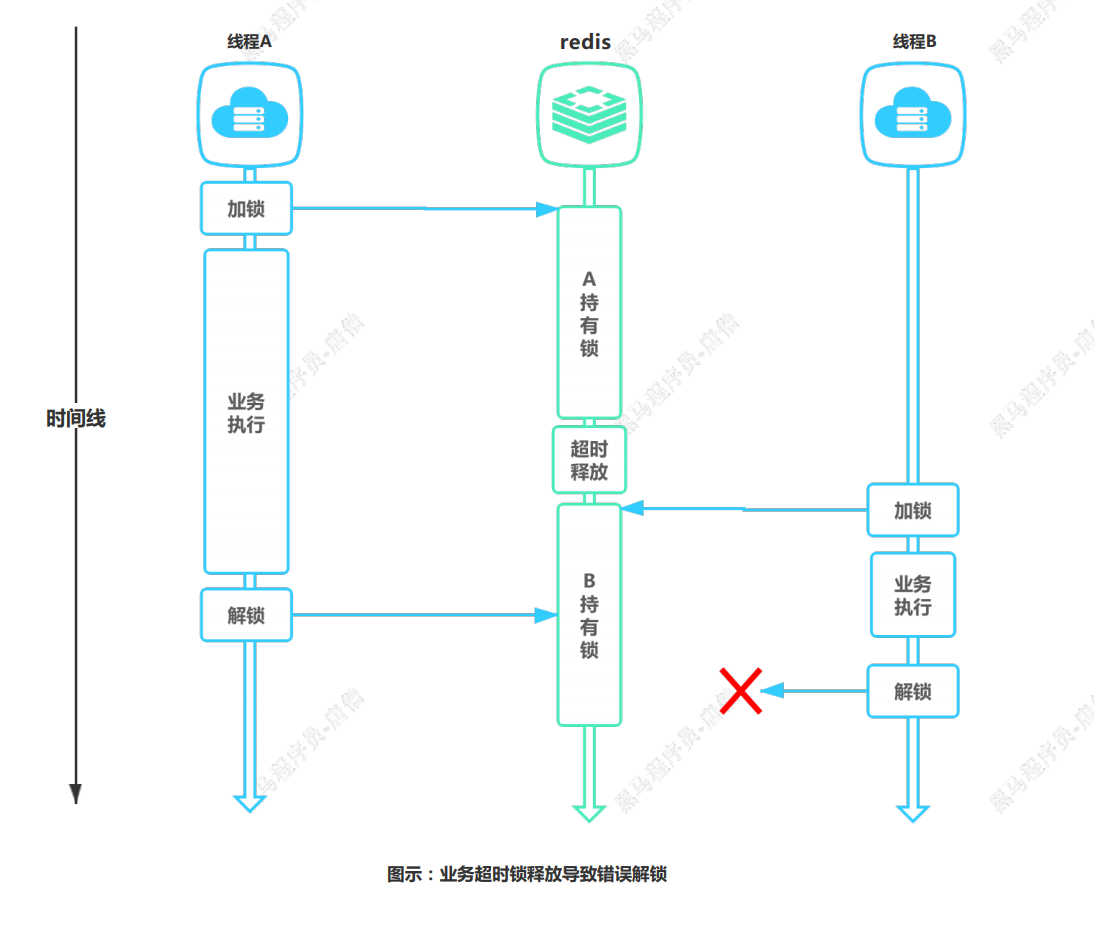 线程A
redis
线程B
加锁
A
持
有
锁
业务
执行
时间线
超时
释放
加锁
B
持
有
锁
业务
执行
解锁
解锁
图示：业务超时锁释放导致错误解锁